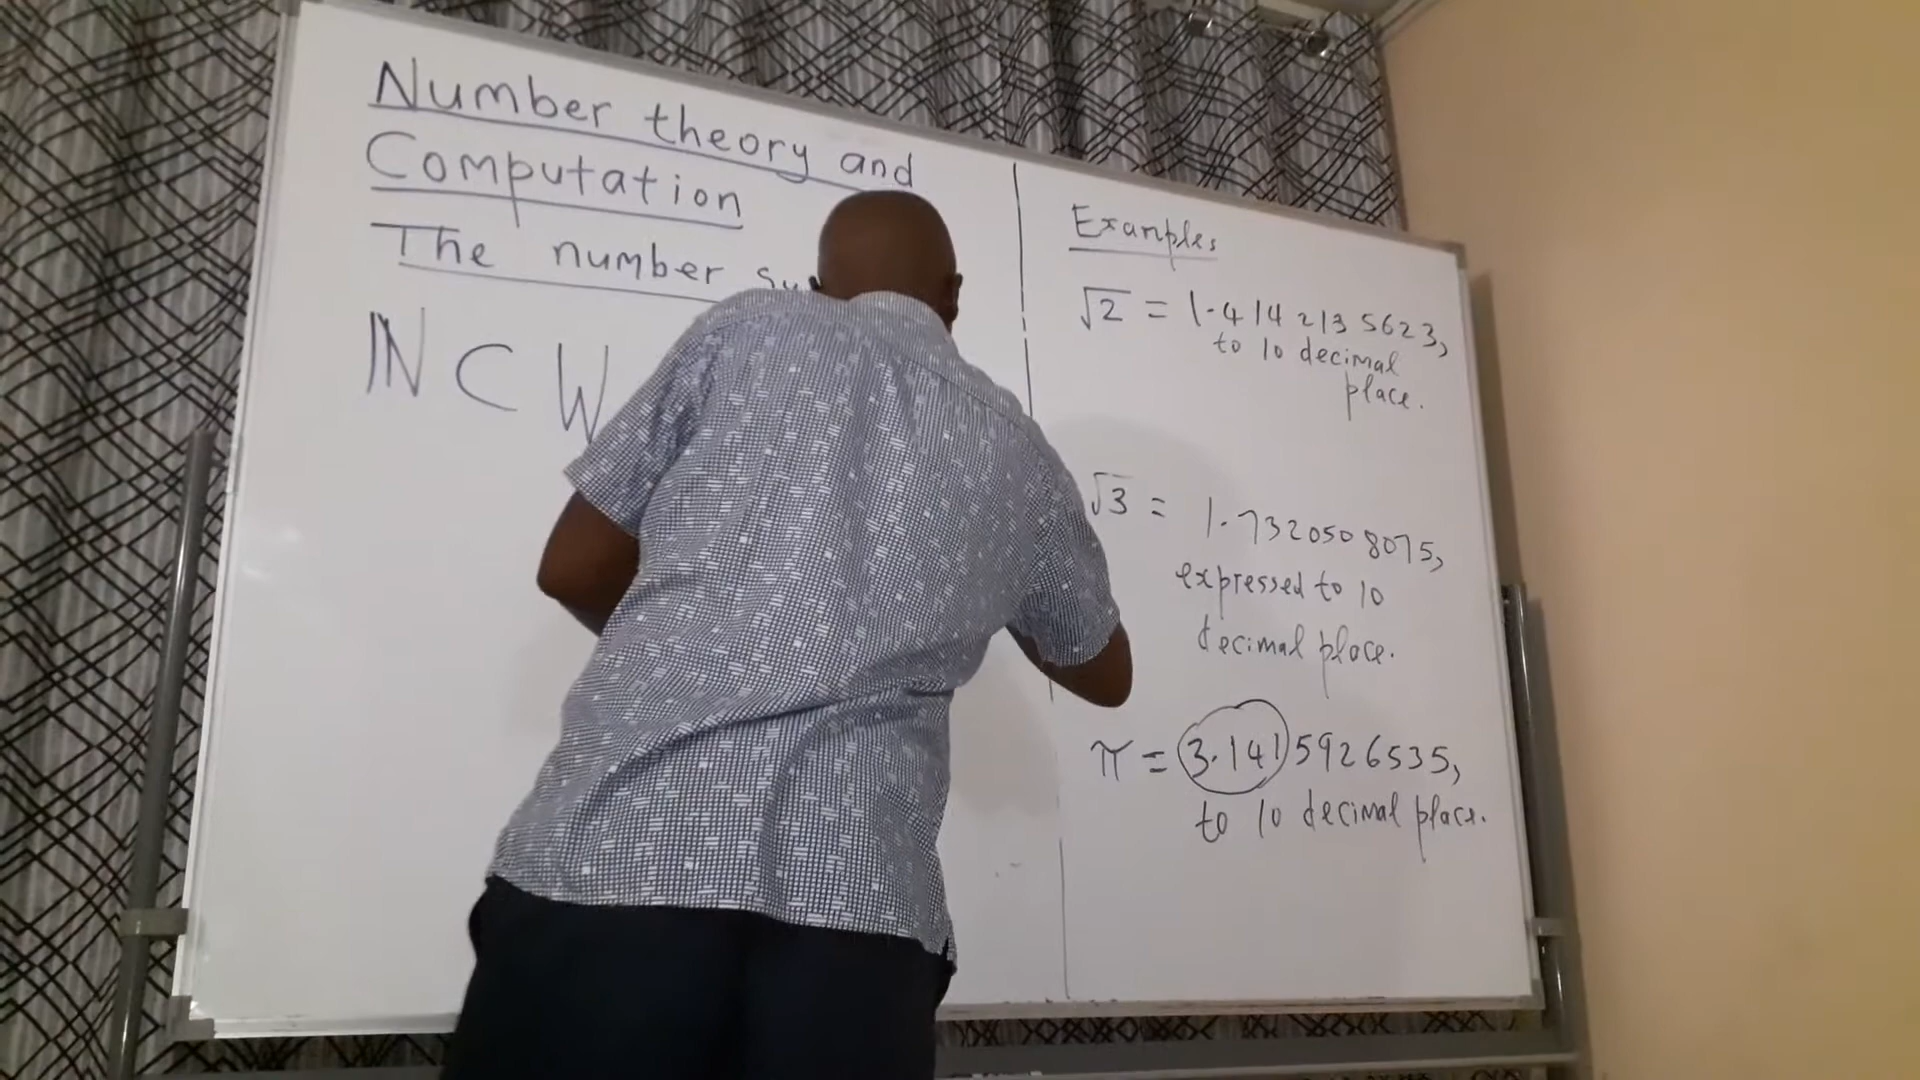 Number theory and
Computation
The number
ℕ ⊂ W
Examples
√2 = 1.4142135623,
to 10 decimal
place.
√3 = 1.7320508075,
expressed to 10
decimal place.
π = 3.1415926535,
to 10 decimal place.